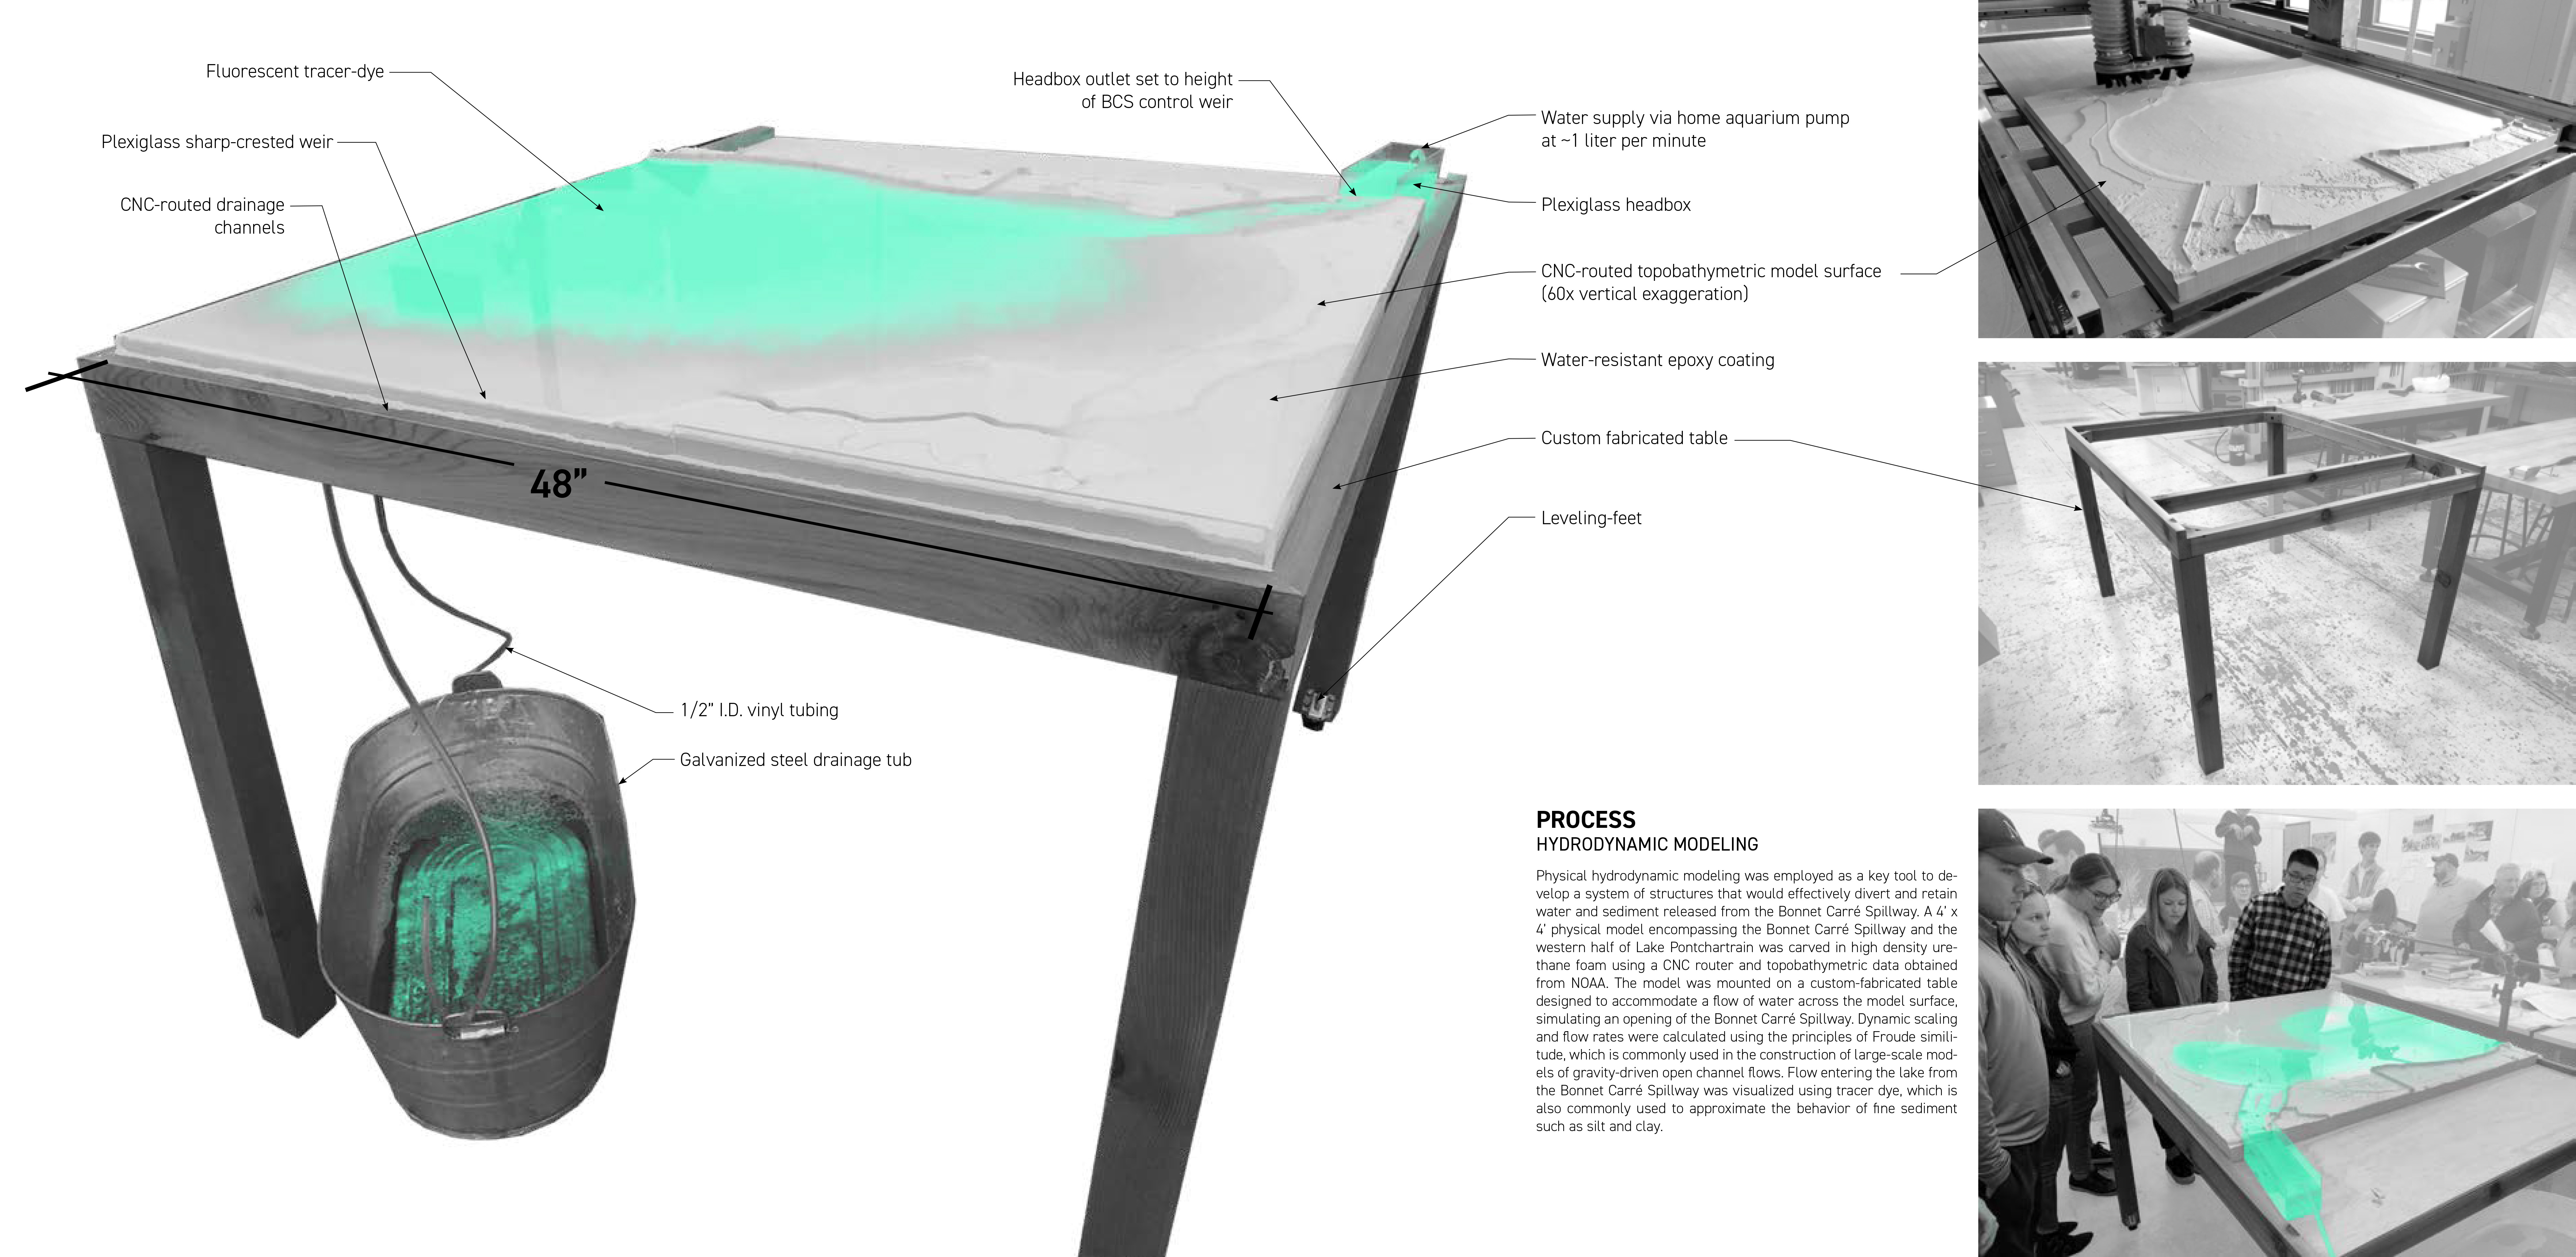 Fluorescent tracer-dye
Plexiglass sharp-crested weir
CNC-routed drainage
channels
Headbox outlet set to height
of BCS control weir
Water supply via home aquarium pump
at ~1 liter per minute
Plexiglass headbox
CNC-routed topobathymetric model surface
(60x vertical exaggeration)
Water-resistant epoxy coating
Custom fabricated table
Leveling-feet
48”
1/2” I.D. vinyl tubing
Galvanized steel drainage tub
PROCESS
HYDRODYNAMIC MODELING
Physical hydrodynamic modeling was employed as a key tool to de-
velop a system of structures that would effectively divert and retain
water and sediment released from the Bonnet Carré Spillway. A 4’ x
4’ physical model encompassing the Bonnet Carré Spillway and the
western half of Lake Pontchartrain was carved in high density ure-
thane foam using a CNC router and topobathymetric data obtained
from NOAA. The model was mounted on a custom-fabricated table
designed to accommodate a flow of water across the model surface,
simulating an opening of the Bonnet Carré Spillway. Dynamic scaling
and flow rates were calculated using the principles of Froude simili-
tude, which is commonly used in the construction of large-scale mod-
els of gravity-driven open channel flows. Flow entering the lake from
the Bonnet Carré Spillway was visualized using tracer dye, which is
also commonly used to approximate the behavior of fine sediment
such as silt and clay.